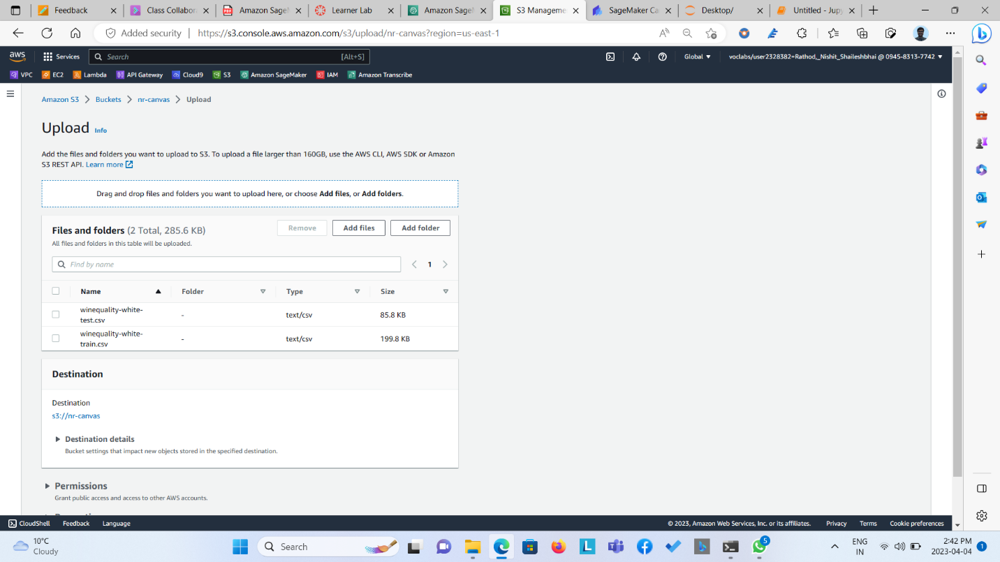 Feedback
Class Collabora
Amazon SageM
Learner Lab
Amazon SageM
S3 Manageme
SageMaker Ca
Desktop/
Untitled - Jupy
Added security
https://s3.console.aws.amazon.com/s3/upload/nr-canvas?region=us-east-1
aws
Services
Search
[Alt+S]
Global
voclabs/user2328382=Rathod,_Nishit_Shaileshbhai @ 0945-8313-7742
VPC
EC2
Lambda
API Gateway
Cloud9
S3
Amazon SageMaker
IAM
Amazon Transcribe
Amazon S3 > Buckets > nr-canvas > Upload
Upload Info
Add the files and folders you want to upload to S3. To upload a file larger than 160GB, use the AWS CLI, AWS SDK or Amazon
S3 REST API. Learn more
Drag and drop files and folders you want to upload here, or choose Add files, or Add folders.
Files and folders (2 Total, 285.6 KB)
Remove
Add files
Add folder
All files and folders in this table will be uploaded.
Find by name
1
Name
Folder
Type
Size
winequality-white-
test.csv
-
text/csv
85.8 KB
winequality-white-
train.csv
-
text/csv
199.8 KB
Destination
Destination
s3://nr-canvas
Destination details
Bucket settings that impact new objects stored in the specified destination.
Permissions
Grant public access and access to other AWS accounts.
CloudShell
Feedback
Language
© 2023, Amazon Web Services, Inc. or its affiliates.
Privacy
Terms
Cookie preferences
10°C
Cloudy
Search
5
ENG
IN
2:42 PM
2023-04-04
1